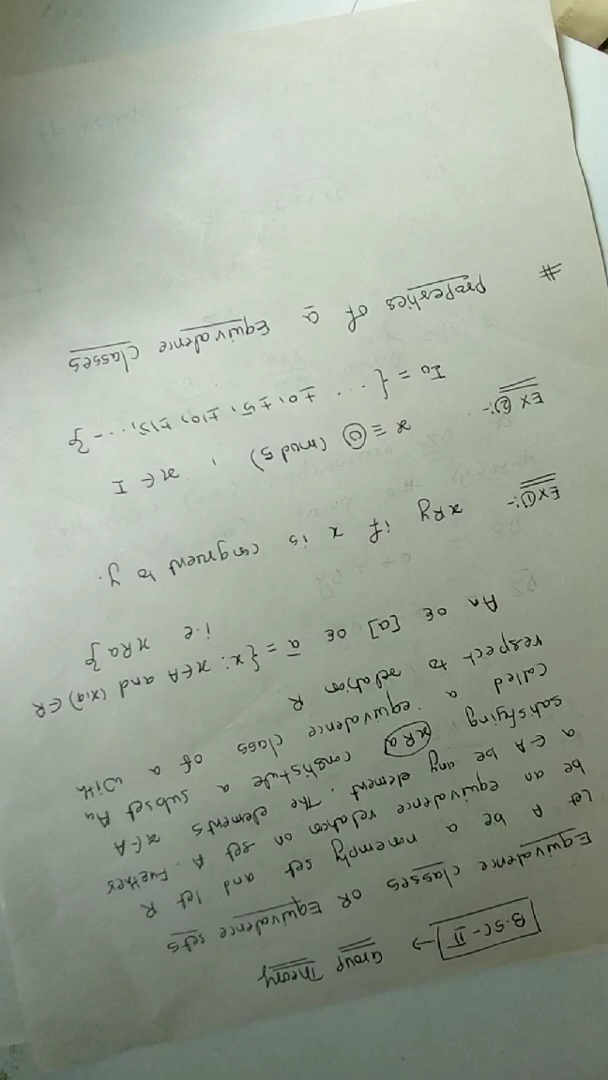 B.SC-II → Group Theory
Equivalence classes OR Equivalence sets
Let A be a nonempty set and let R
be an equivalence relation on set A. Further
a ∈ A be any element. The elements x ∈ A
satisfying xRa constitute a subset Aa
called a equivalence class of a with
respect to relation R
Aa OR [a] OR ā = {x : x ∈ A and (x,a) ∈ R
i.e xRa}
Ex①:- xRy if x is congruent to y.
Ex②:- x ≡ 0 (mod 5) , x ∈ I
I0 = { ... ±0, ±5, ±10, ±15, ...}
# properties of a Equivalence classes